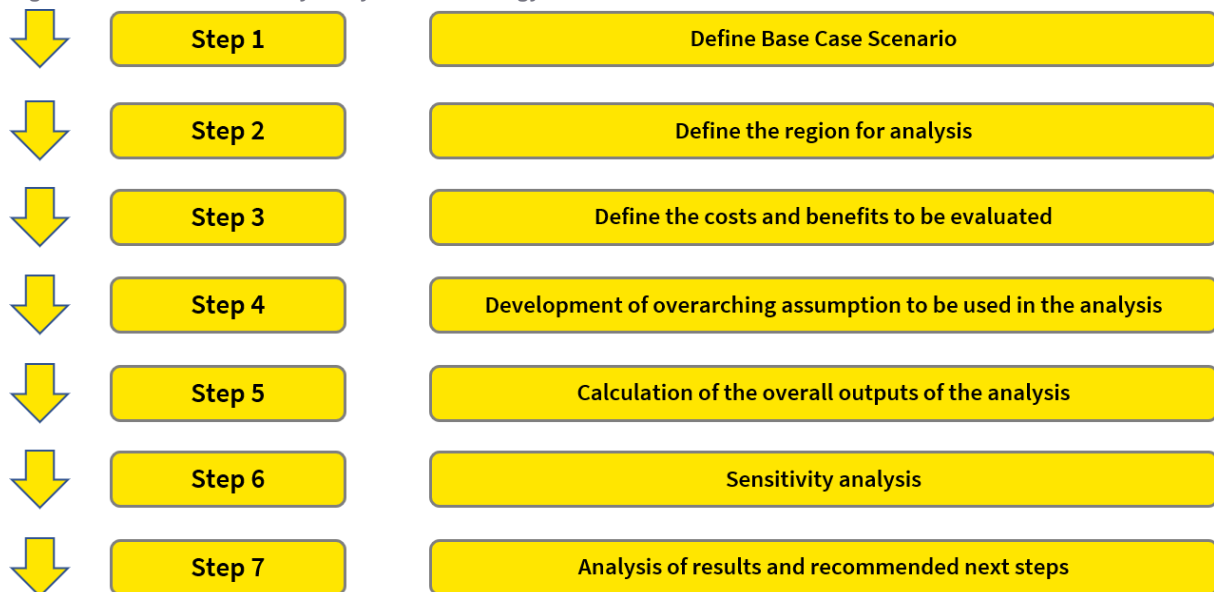 Step 1 Define Base Case Scenario
Step 2 Define the region for analysis
Step 3 Define the costs and benefits to be evaluated
Step 4 Development of overarching assumption to be used in the analysis
Step 5 Calculation of the overall outputs of the analysis
Step 6 Sensitivity analysis
Step 7 Analysis of results and recommended next steps